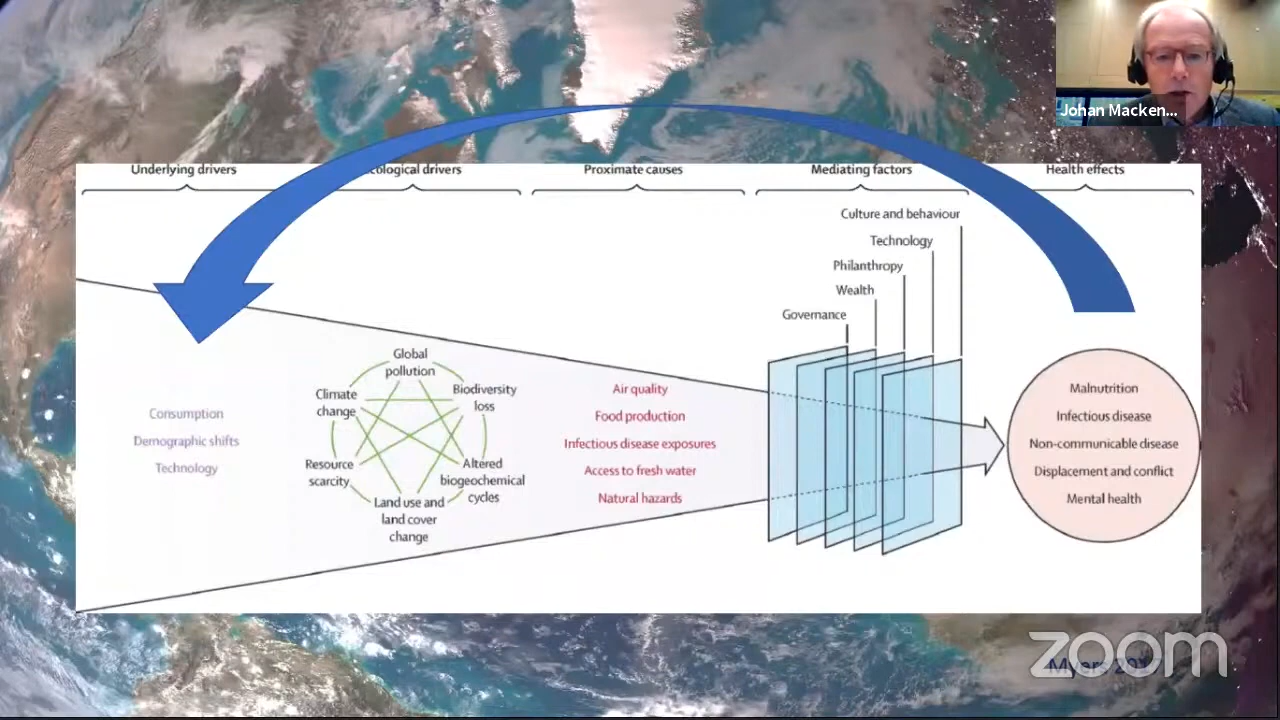 Johan Macken...
Underlying drivers
cological drivers
Proximate causes
Mediating factors
Health effects
Culture and behaviour
Technology
Philanthropy
Wealth
Governance
Consumption
Demographic shifts
Technology
Global
pollution
Climate
change
Biodiversity
loss
Resource
scarcity
Altered
biogeochemical
cycles
Land use and
land cover
change
Air quality
Food production
Infectious disease exposures
Access to fresh water
Natural hazards
Malnutrition
Infectious disease
Non-communicable disease
Displacement and conflict
Mental health
zoom
Myers